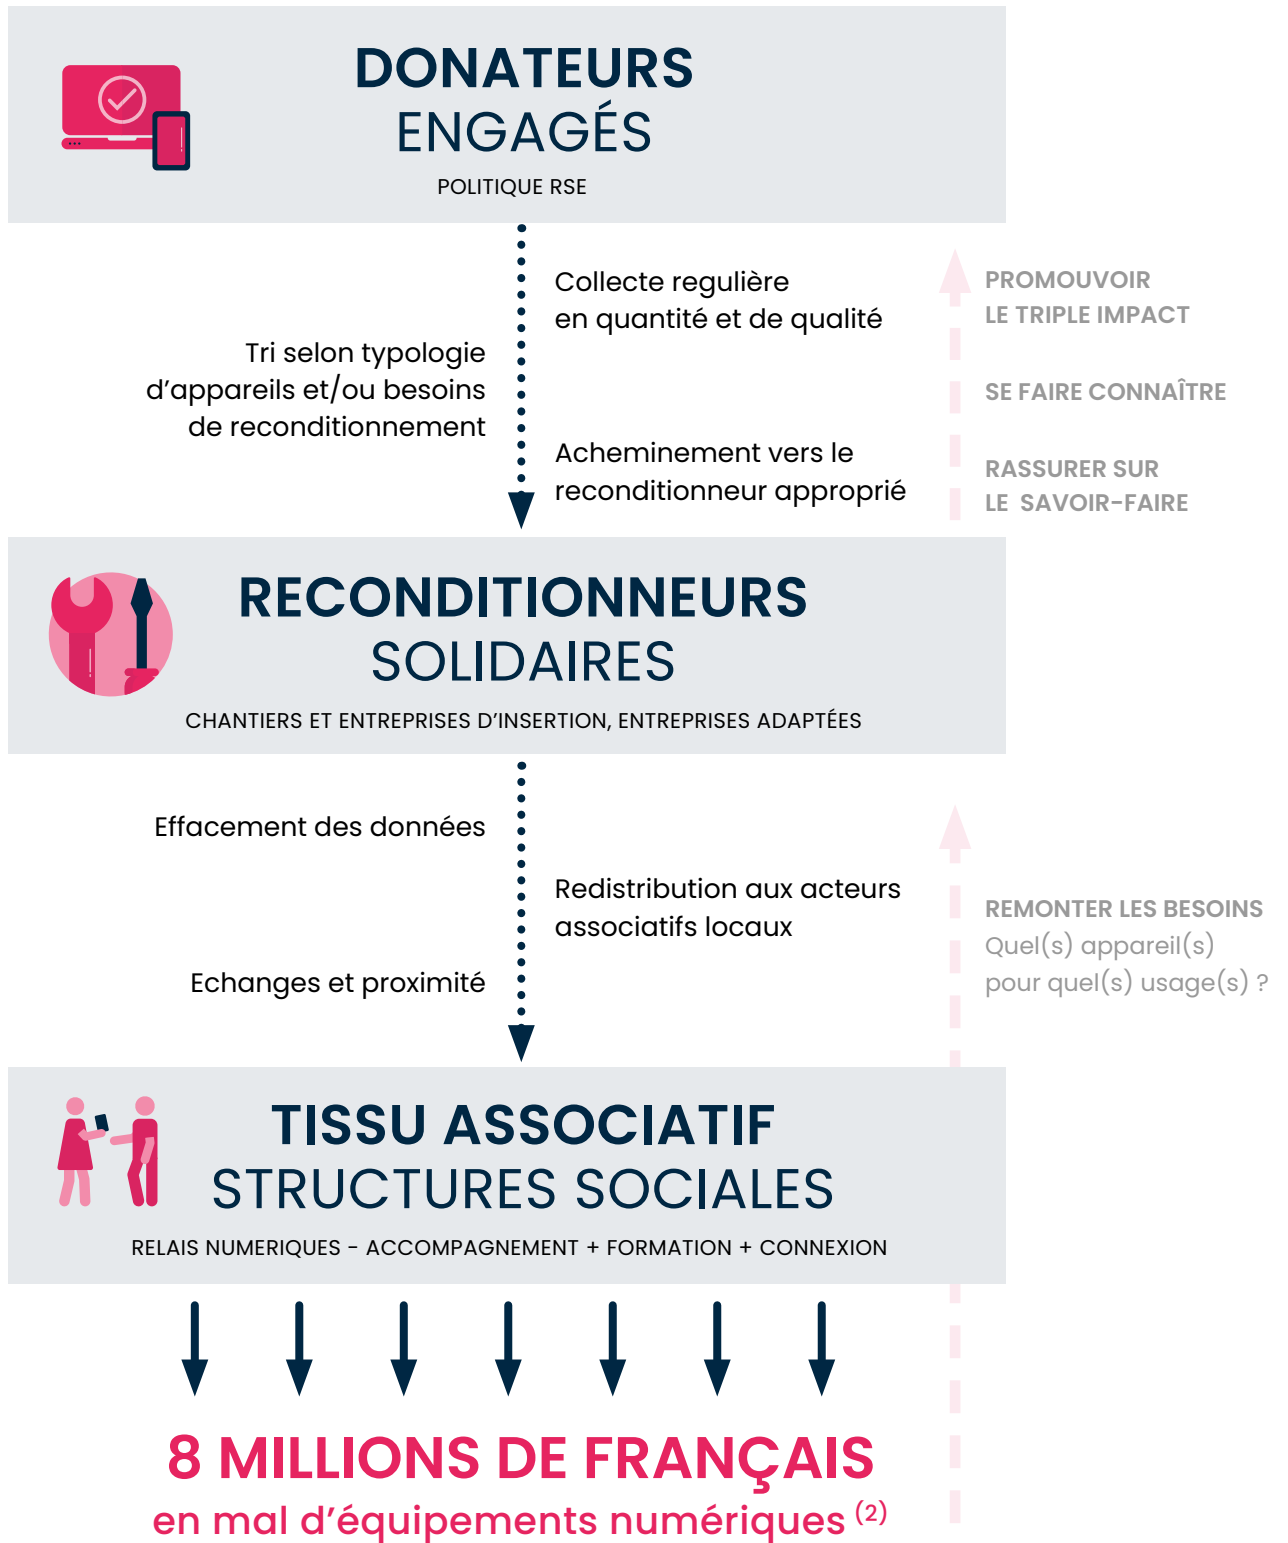 DONATEURS
ENGAGÉS
POLITIQUE RSE
Collecte regulière
en quantité et de qualité
Tri selon typologie
d’appareils et/ou besoins
de reconditionnement
Acheminement vers le
reconditionneur approprié
PROMOUVOIR
LE TRIPLE IMPACT
SE FAIRE CONNAÎTRE
RASSURER SUR
LE SAVOIR-FAIRE
RECONDITIONNEURS
SOLIDAIRES
CHANTIERS ET ENTREPRISES D’INSERTION, ENTREPRISES ADAPTÉES
Effacement des données
Redistribution aux acteurs
associatifs locaux
Echanges et proximité
REMONTER LES BESOINS
Quel(s) appareil(s)
pour quel(s) usage(s) ?
TISSU ASSOCIATIF
STRUCTURES SOCIALES
RELAIS NUMERIQUES - ACCOMPAGNEMENT + FORMATION + CONNEXION
8 MILLIONS DE FRANÇAIS
en mal d’équipements numériques (2)